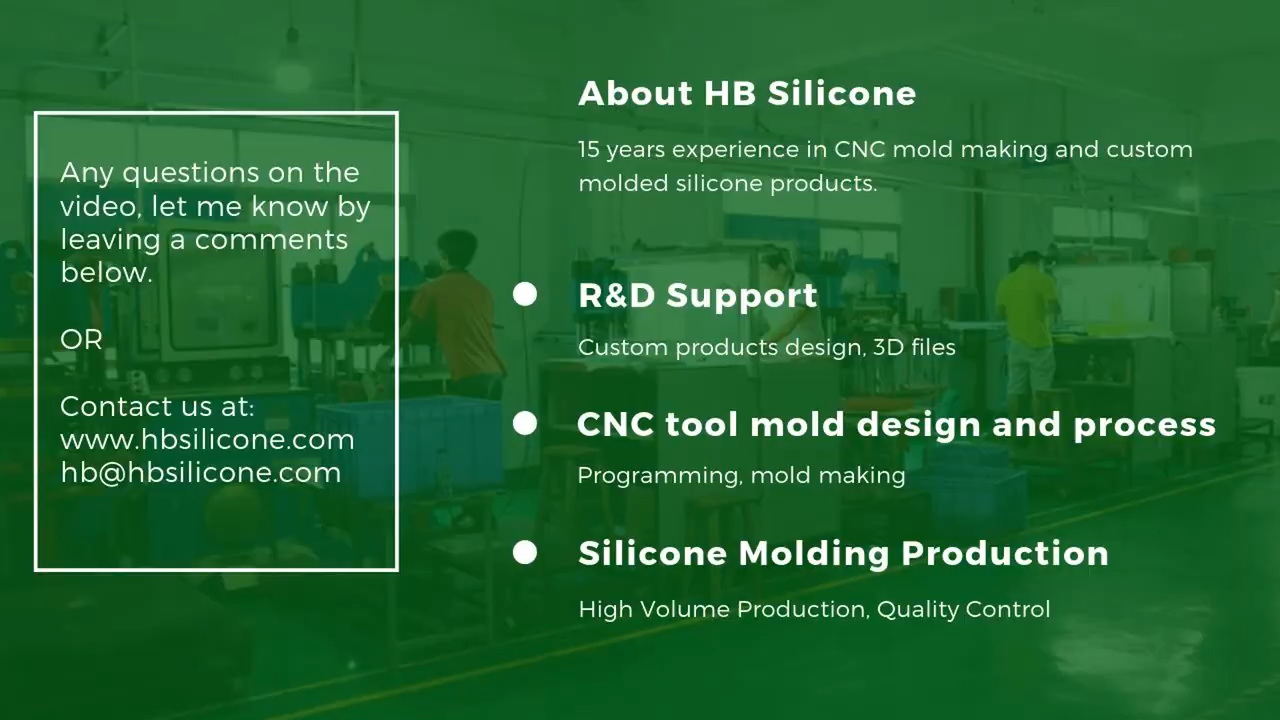 Any questions on the
video, let me know by
leaving a comments
below.
OR
Contact us at:
www.hbsilicone.com
hb@hbsilicone.com
About HB Silicone
15 years experience in CNC mold making and custom
molded silicone products.
R&D Support
Custom products design, 3D files
CNC tool mold design and process
Programming, mold making
Silicone Molding Production
High Volume Production, Quality Control